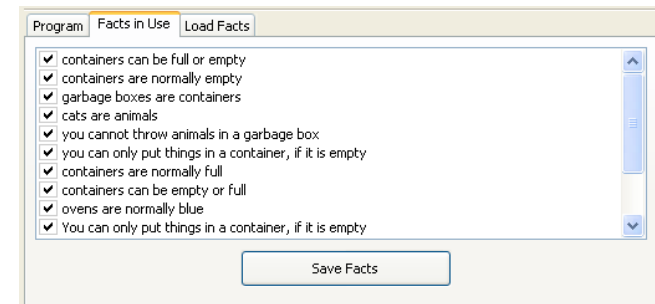 Program Facts in Use Load Facts
containers can be full or empty
containers are normally empty
garbage boxes are containers
cats are animals
you cannot throw animals in a garbage box
you can only put things in a container, if it is empty
containers are normally full
containers can be empty or full
ovens are normally blue
You can only put things in a container, if it is empty
Save Facts